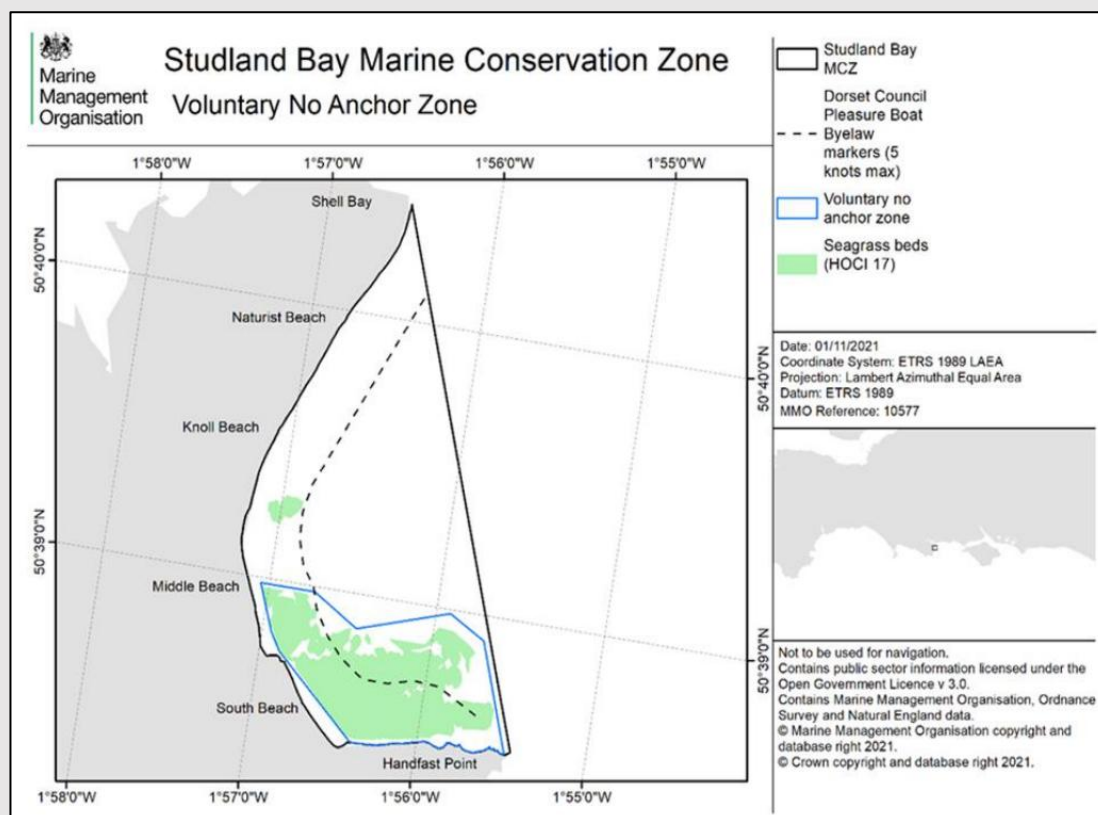 Marine
Management
Organisation
Studland Bay Marine Conservation Zone
Voluntary No Anchor Zone
1°58'0"W
1°57'0"W
1°56'0"W
1°55'0"W
50°40'0"N
50°39'0"N
Shell Bay
Naturist Beach
Knoll Beach
Middle Beach
South Beach
Handfast Point
50°40'0"N
50°39'0"N
1°58'0"W
1°57'0"W
1°56'0"W
1°55'0"W
Studland Bay
MCZ
Dorset Council
Pleasure Boat
Byelaw
markers (5
knots max)
Voluntary no
anchor zone
Seagrass beds
(HOCI 17)
Date: 01/11/2021
Coordinate System: ETRS 1989 LAEA
Projection: Lambert Azimuthal Equal Area
Datum: ETRS 1989
MMO Reference: 10577
Not to be used for navigation.
Contains public sector information licensed under the
Open Government Licence v 3.0.
Contains Marine Management Organisation, Ordnance
Survey and Natural England data.
© Marine Management Organisation copyright and
database right 2021.
© Crown copyright and database right 2021.